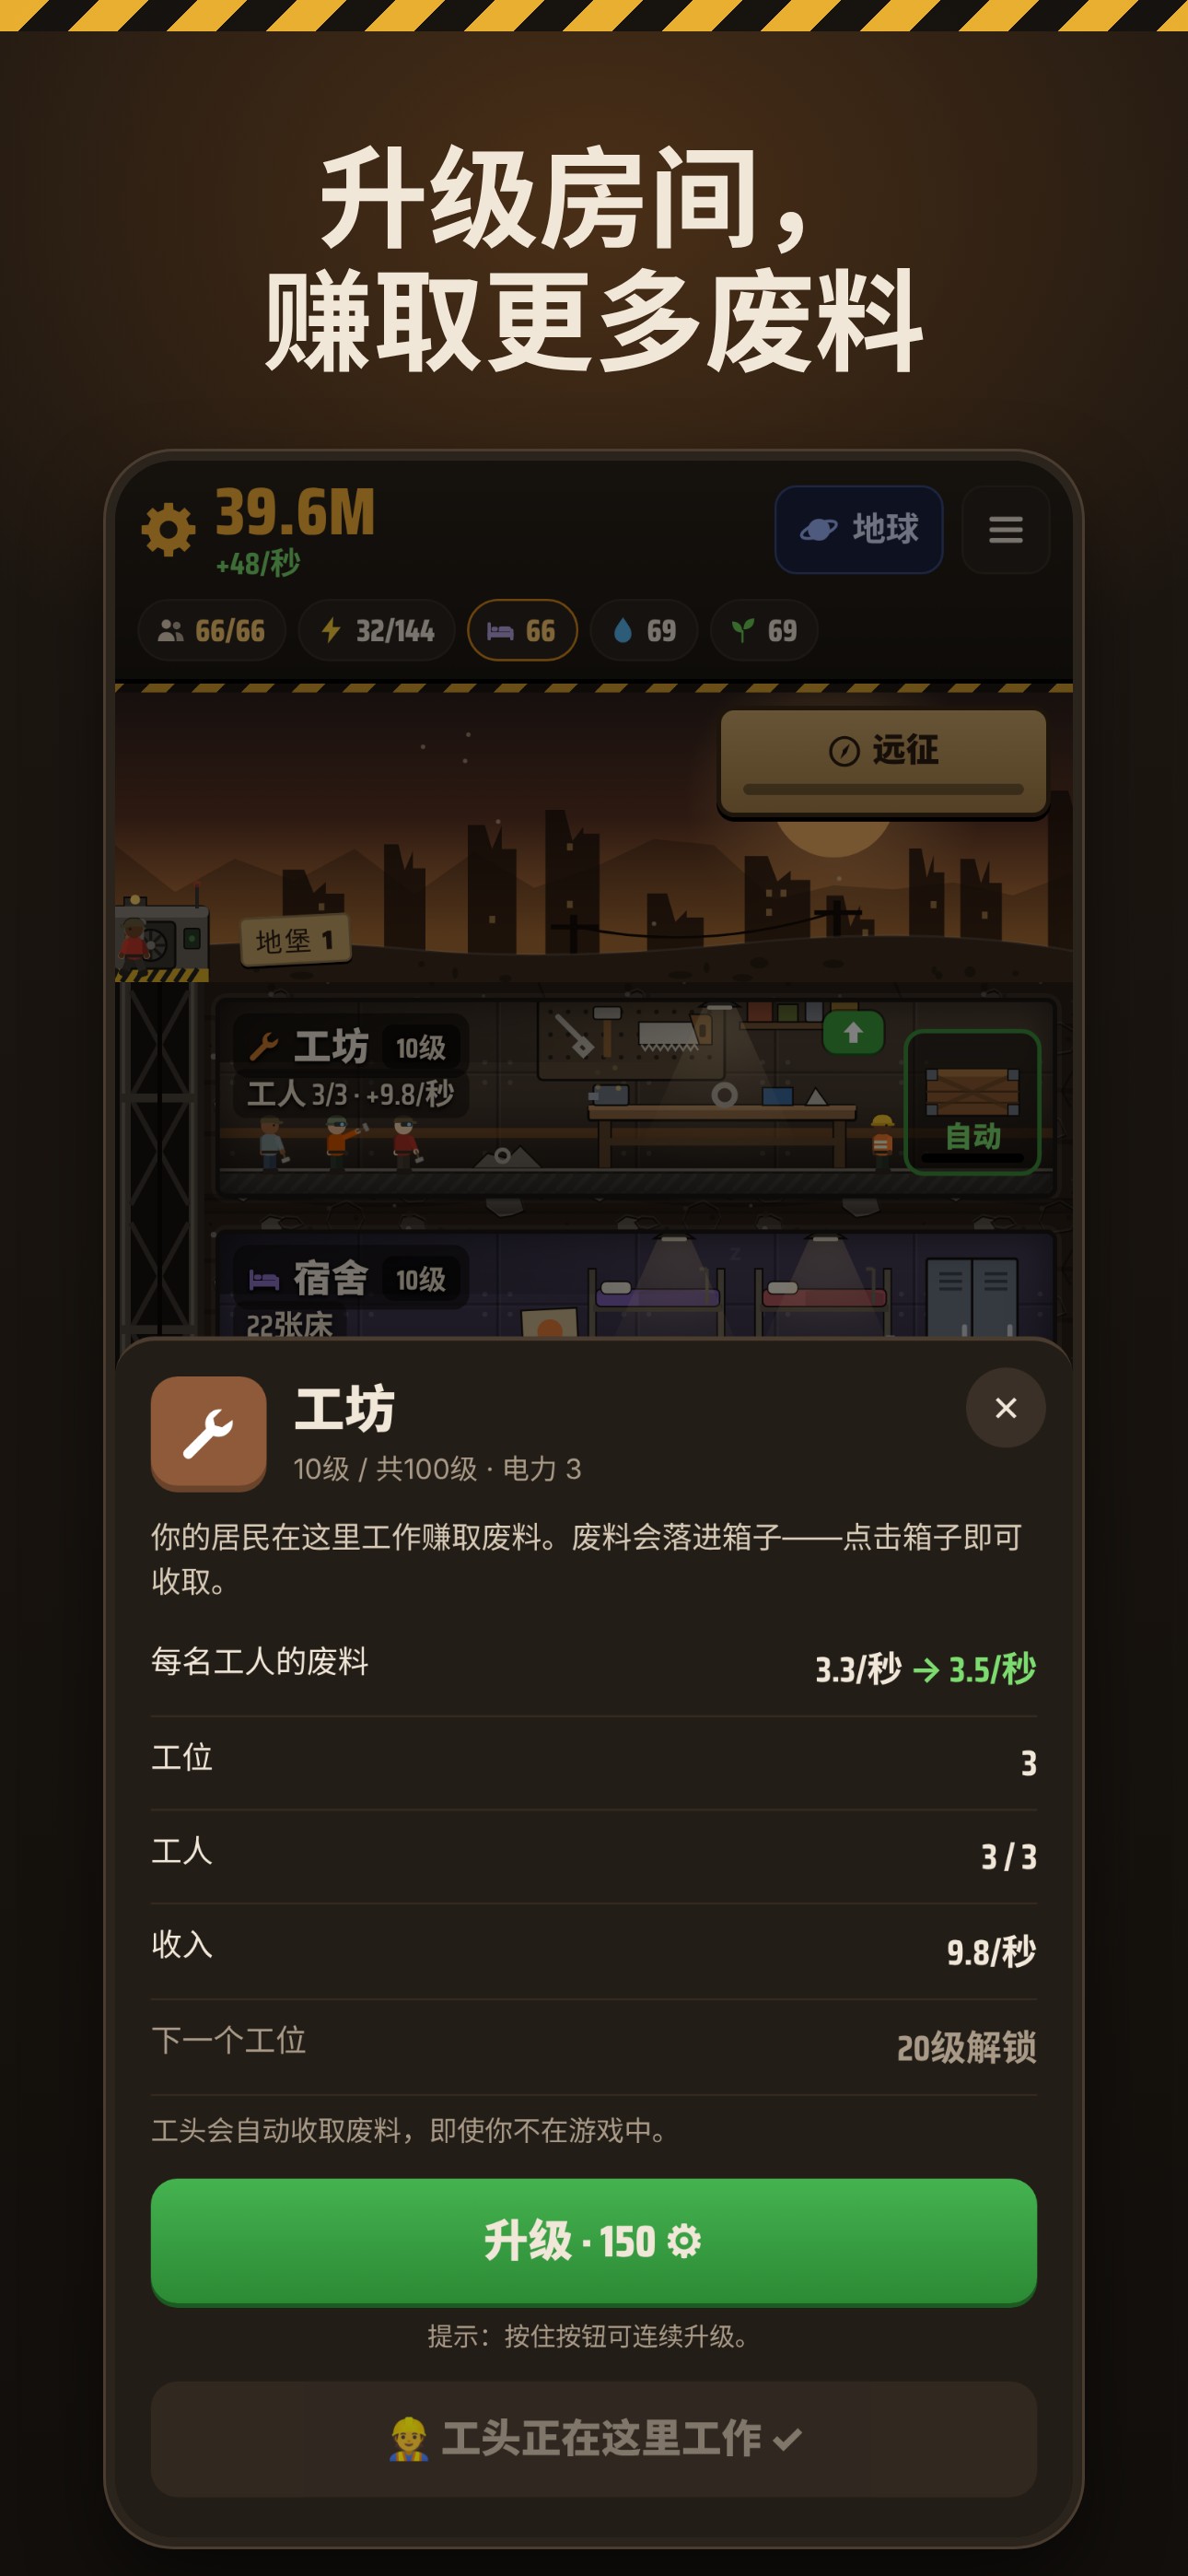 升级房间，
赚取更多废料
39.6M
+48/秒
地球
66/66
32/144
66
69
69
远征
地堡 1
工坊 10级
工人 3/3 · +9.8/秒
自动
宿舍 10级
22张床
工坊
10级 / 共100级 · 电力 3
你的居民在这里工作赚取废料。废料会落进箱子——点击箱子即可
收取。
每名工人的废料 3.3/秒 → 3.5/秒
工位 3
工人 3 / 3
收入 9.8/秒
下一个工位 20级解锁
工头会自动收取废料，即使你不在游戏中。
升级 · 150
提示：按住按钮可连续升级。
工头正在这里工作 ✓